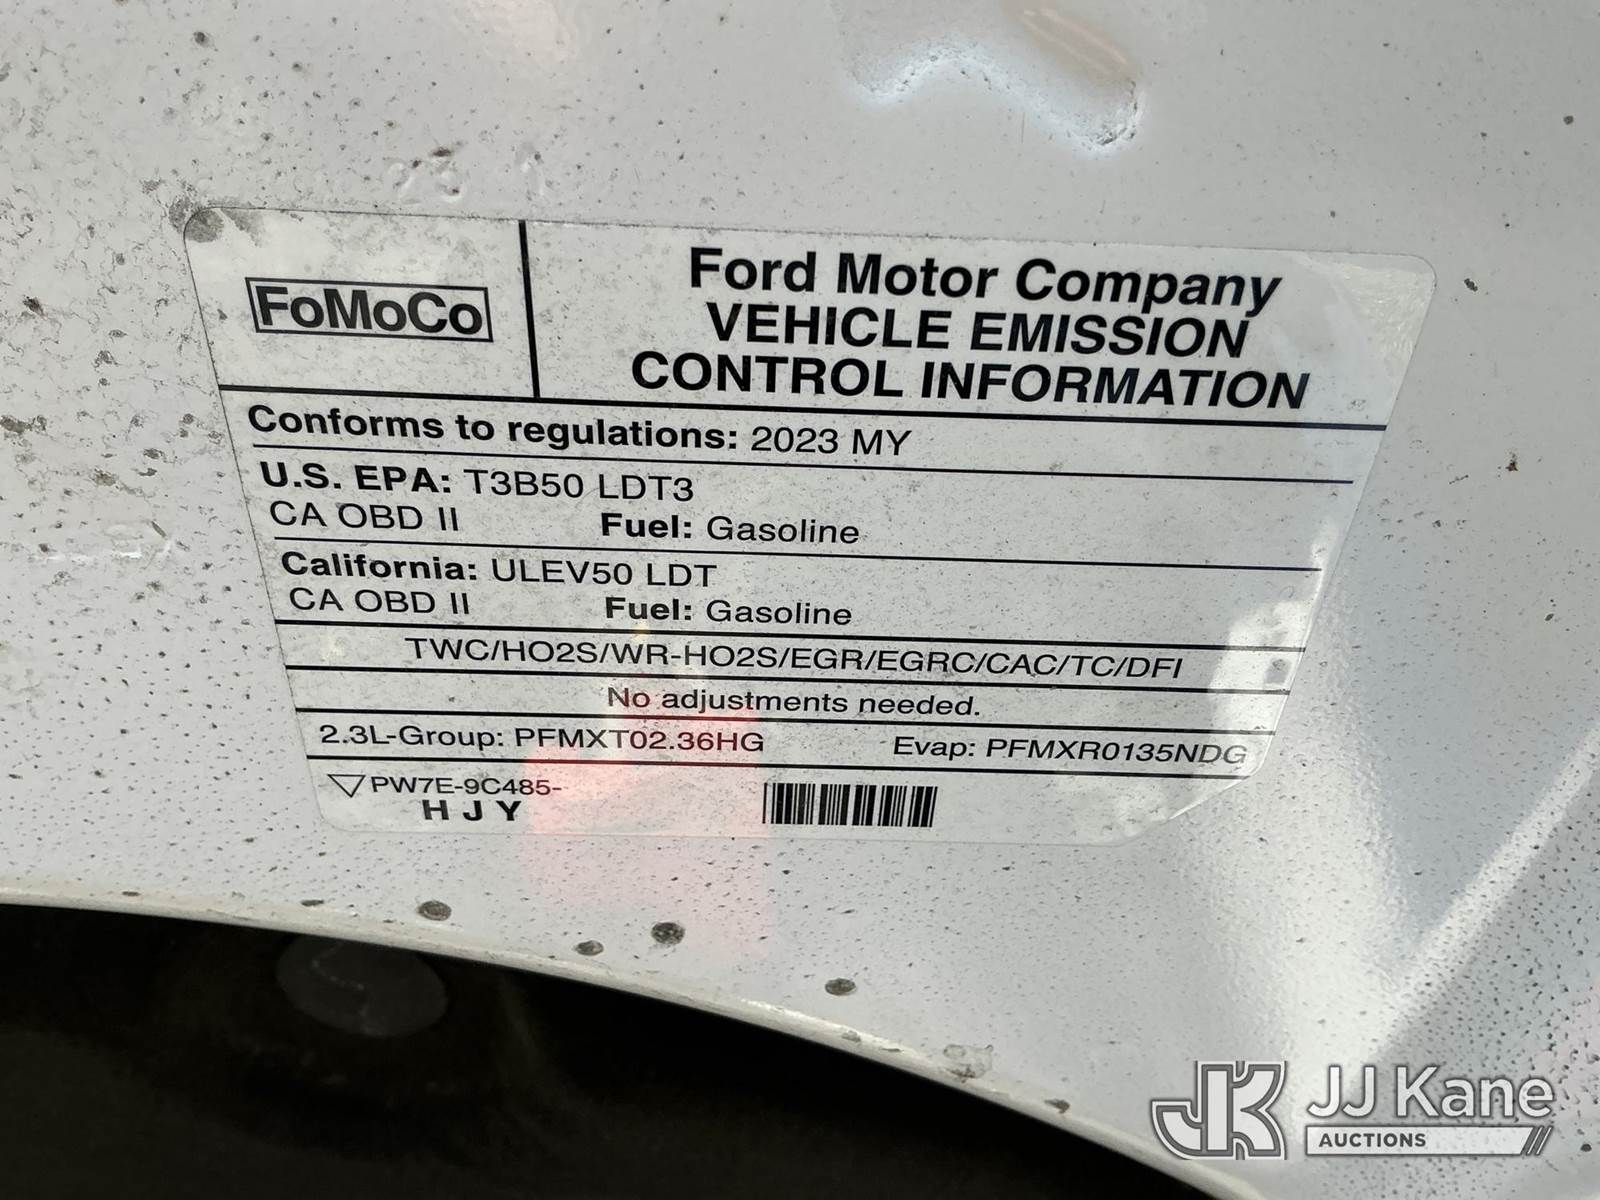 FoMoCo
Ford Motor Company
VEHICLE EMISSION
CONTROL INFORMATION
Conforms to regulations: 2023 MY
U.S. EPA: T3B50 LDT3
CA OBD II Fuel: Gasoline
California: ULEV50 LDT
CA OBD II Fuel: Gasoline
TWC/HO2S/WR-HO2S/EGR/EGRC/CAC/TC/DFI
No adjustments needed.
2.3L-Group: PFMXT02.36HG Evap: PFMXR0135NDG
PW7E-9C485-
H J Y
JK JJ Kane
AUCTIONS